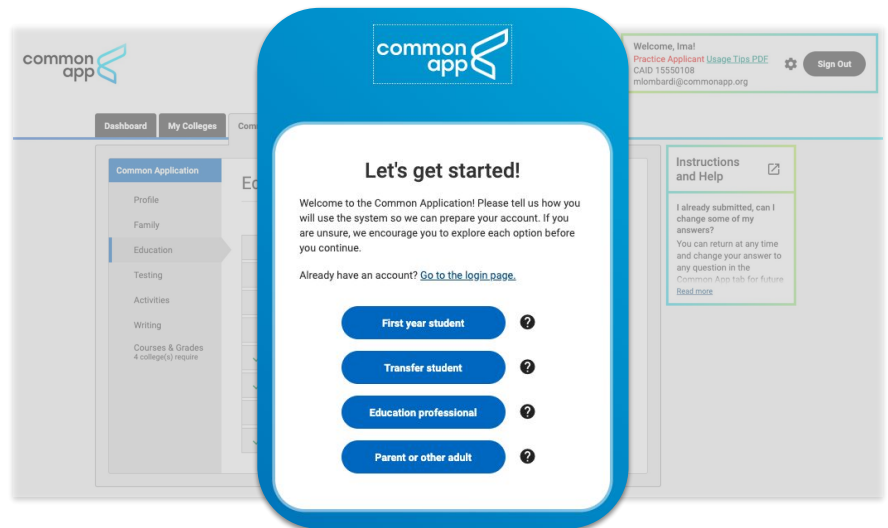 common
app
Welcome, Ima!
Practice Applicant Usage Tips PDF
CAID 15550108
mlombardi@commonapp.org
Sign Out
common
app
Dashboard
My Colleges
Common Application
Profile
Family
Education
Testing
Activities
Writing
Courses & Grades
4 college(s) require
Let's get started!
Welcome to the Common Application! Please tell us how you
will use the system so we can prepare your account. If you
are unsure, we encourage you to explore each option before
you continue.
Already have an account? Go to the login page.
First year student ?
Transfer student ?
Education professional ?
Parent or other adult ?
Instructions
and Help
I already submitted, can I
change some of my
answers?
You can return at any time
and change your answer to
any question in the
Common App tab for future
Read more